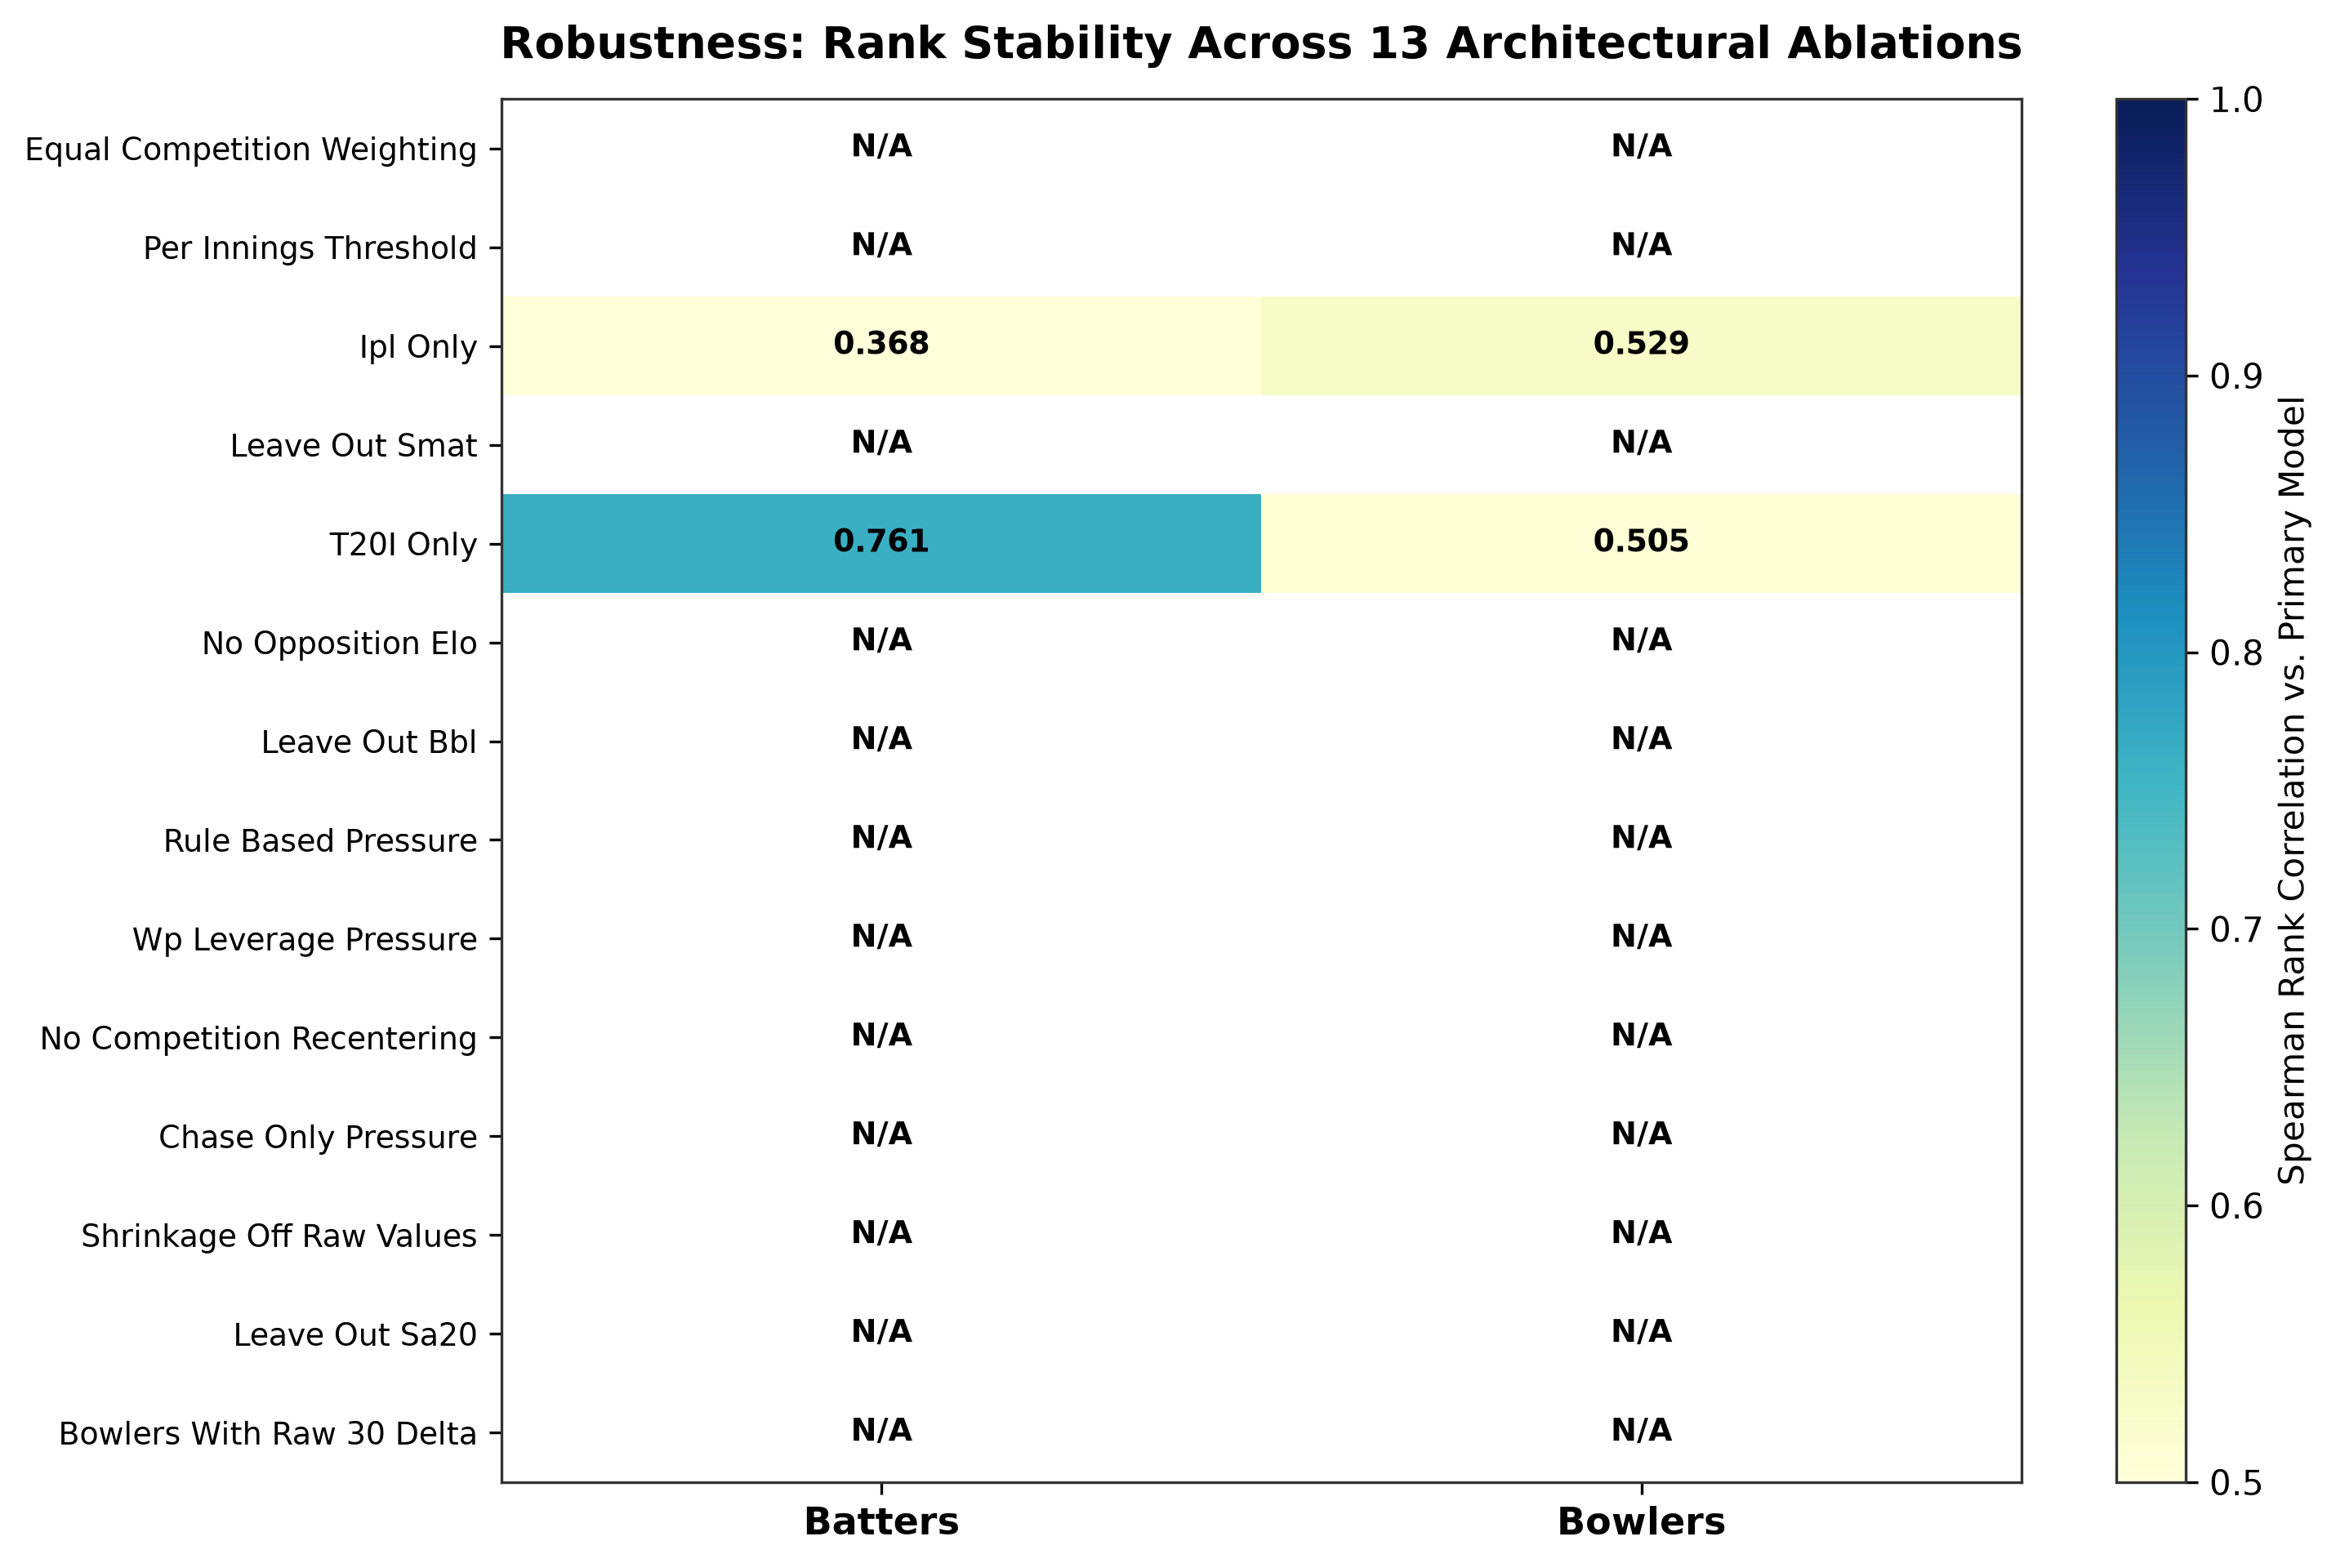 Robustness: Rank Stability Across 13 Architectural Ablations
Equal Competition Weighting N/A N/A
Per Innings Threshold N/A N/A
Ipl Only 0.368 0.529
Leave Out Smat N/A N/A
T20I Only 0.761 0.505
No Opposition Elo N/A N/A
Leave Out Bbl N/A N/A
Rule Based Pressure N/A N/A
Wp Leverage Pressure N/A N/A
No Competition Recentering N/A N/A
Chase Only Pressure N/A N/A
Shrinkage Off Raw Values N/A N/A
Leave Out Sa20 N/A N/A
Bowlers With Raw 30 Delta N/A N/A
Batters Bowlers
1.0
0.9
0.8
0.7
0.6
0.5
Spearman Rank Correlation vs. Primary Model